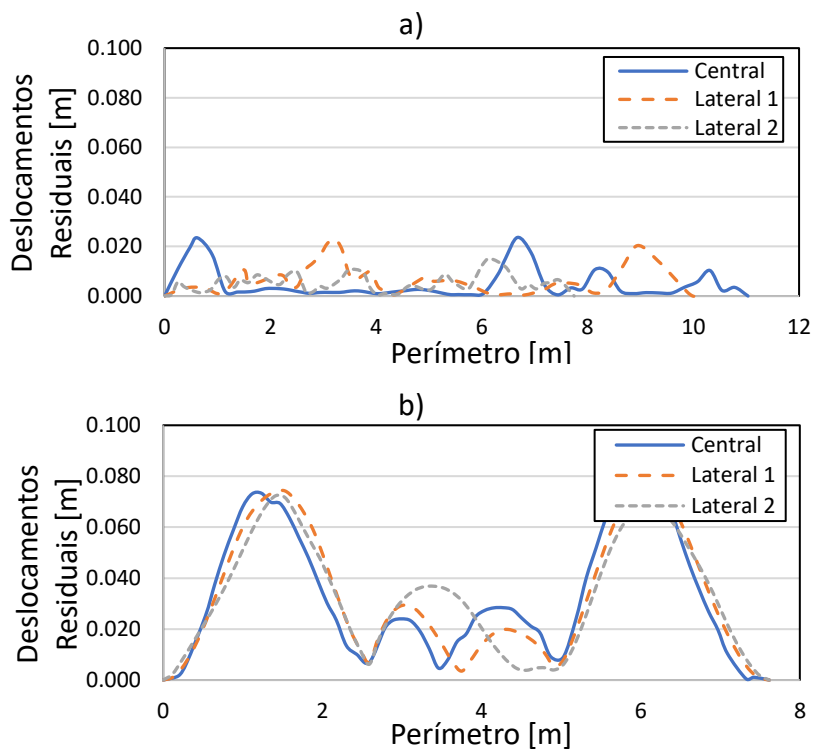 a)
Deslocamentos
Residuais [m]
0.100
0.080
0.060
0.040
0.020
0.000
Central
Lateral 1
Lateral 2
0 2 4 6 8 10 12
Perímetro [m]
b)
Deslocamentos
Residuais [m]
0.100
0.080
0.060
0.040
0.020
0.000
Central
Lateral 1
Lateral 2
0 2 4 6 8
Perímetro [m]